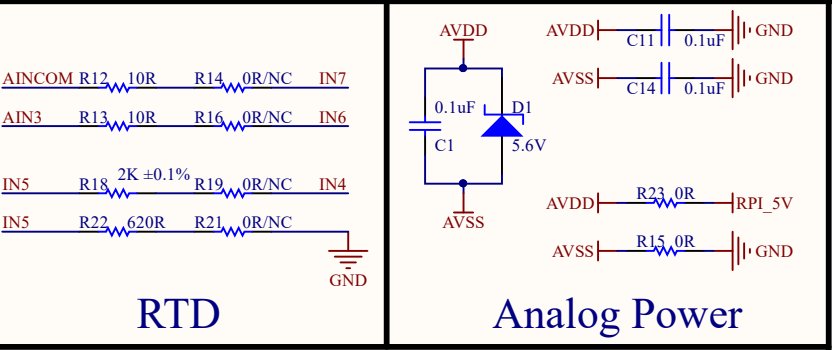 AINCOM R12 10R R14 0R/NC IN7
AIN3 R13 10R R16 0R/NC IN6
2K ±0.1%
IN5 R18 R19 0R/NC IN4
IN5 R22 620R R21 0R/NC
GND
RTD
AVDD
0.1uF D1
C1 5.6V
AVSS
AVDD C11 0.1uF GND
AVSS C14 0.1uF GND
AVDD R23 0R RPI_5V
AVSS R15 0R GND
Analog Power